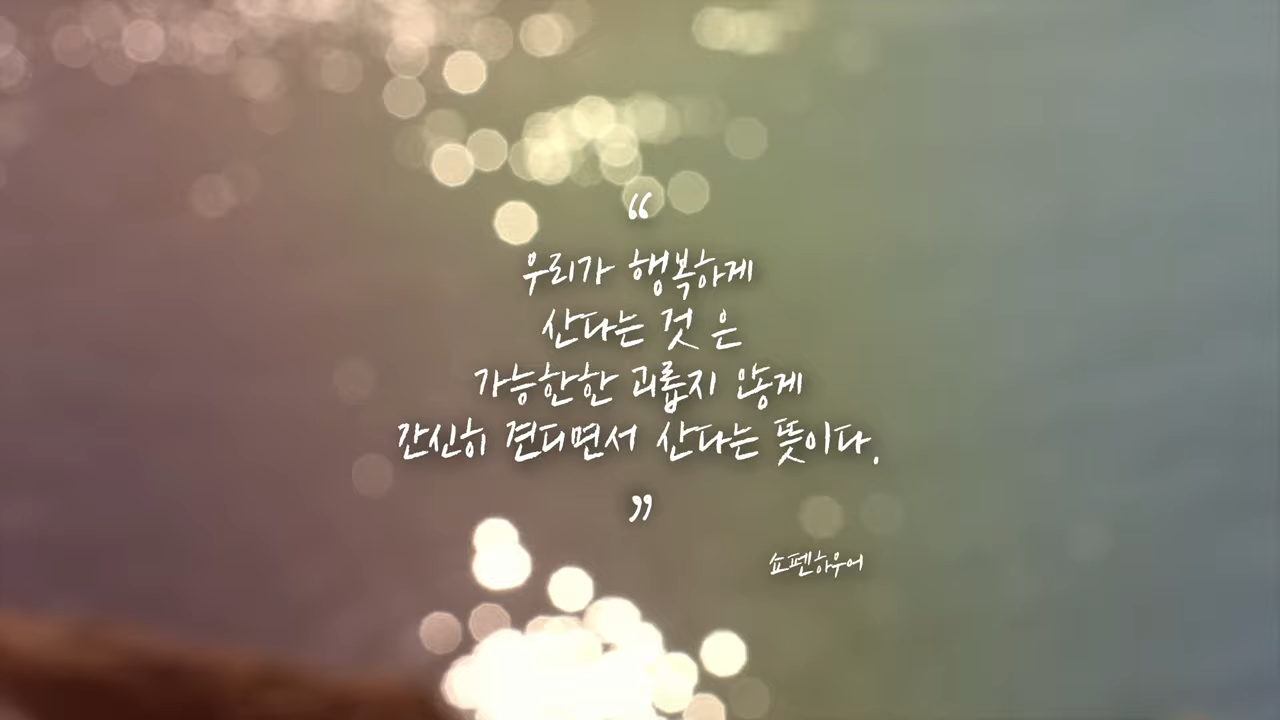 “
우리가 행복하게
산다는 것 은
가능한한 괴롭지 않게
간신히 견디면서 산다는 뜻이다.
”
쇼펜하우어